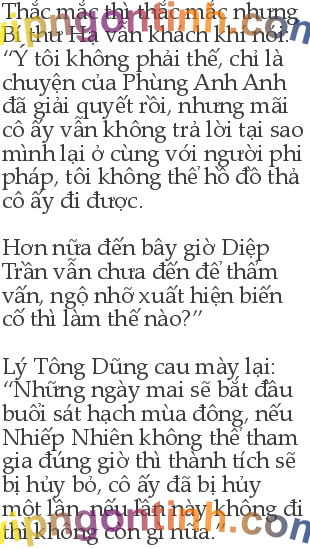 Thắc mắc thì thắc mắc nhưng
Bí thư Hạ vẫn khách khí nói:
“Ý tôi không phải thế, chỉ là
chuyện của Phùng Anh Anh
đã giải quyết rồi, nhưng mãi
cô ấy vẫn không trả lời tại sao
mình lại ở cùng với người phi
pháp, tôi không thể hồ đồ thả
cô ấy đi được.
Hơn nữa đến bây giờ Diệp
Trần vẫn chưa đến để thẩm
vấn, ngộ nhỡ xuất hiện biến
cố thì làm thế nào?”
Lý Tông Dũng cau mày lại:
“Những ngày mai sẽ bắt đầu
buổi sát hạch mùa đông, nếu
Nhiếp Nhiên không thể tham
gia đúng giờ thì thành tích sẽ
bị hủy bỏ, cô ấy đã bị hủy
một lần, nếu lần này không đi
thì không còn gì nữa.”
vipngontinh.com
vipngontinh.com